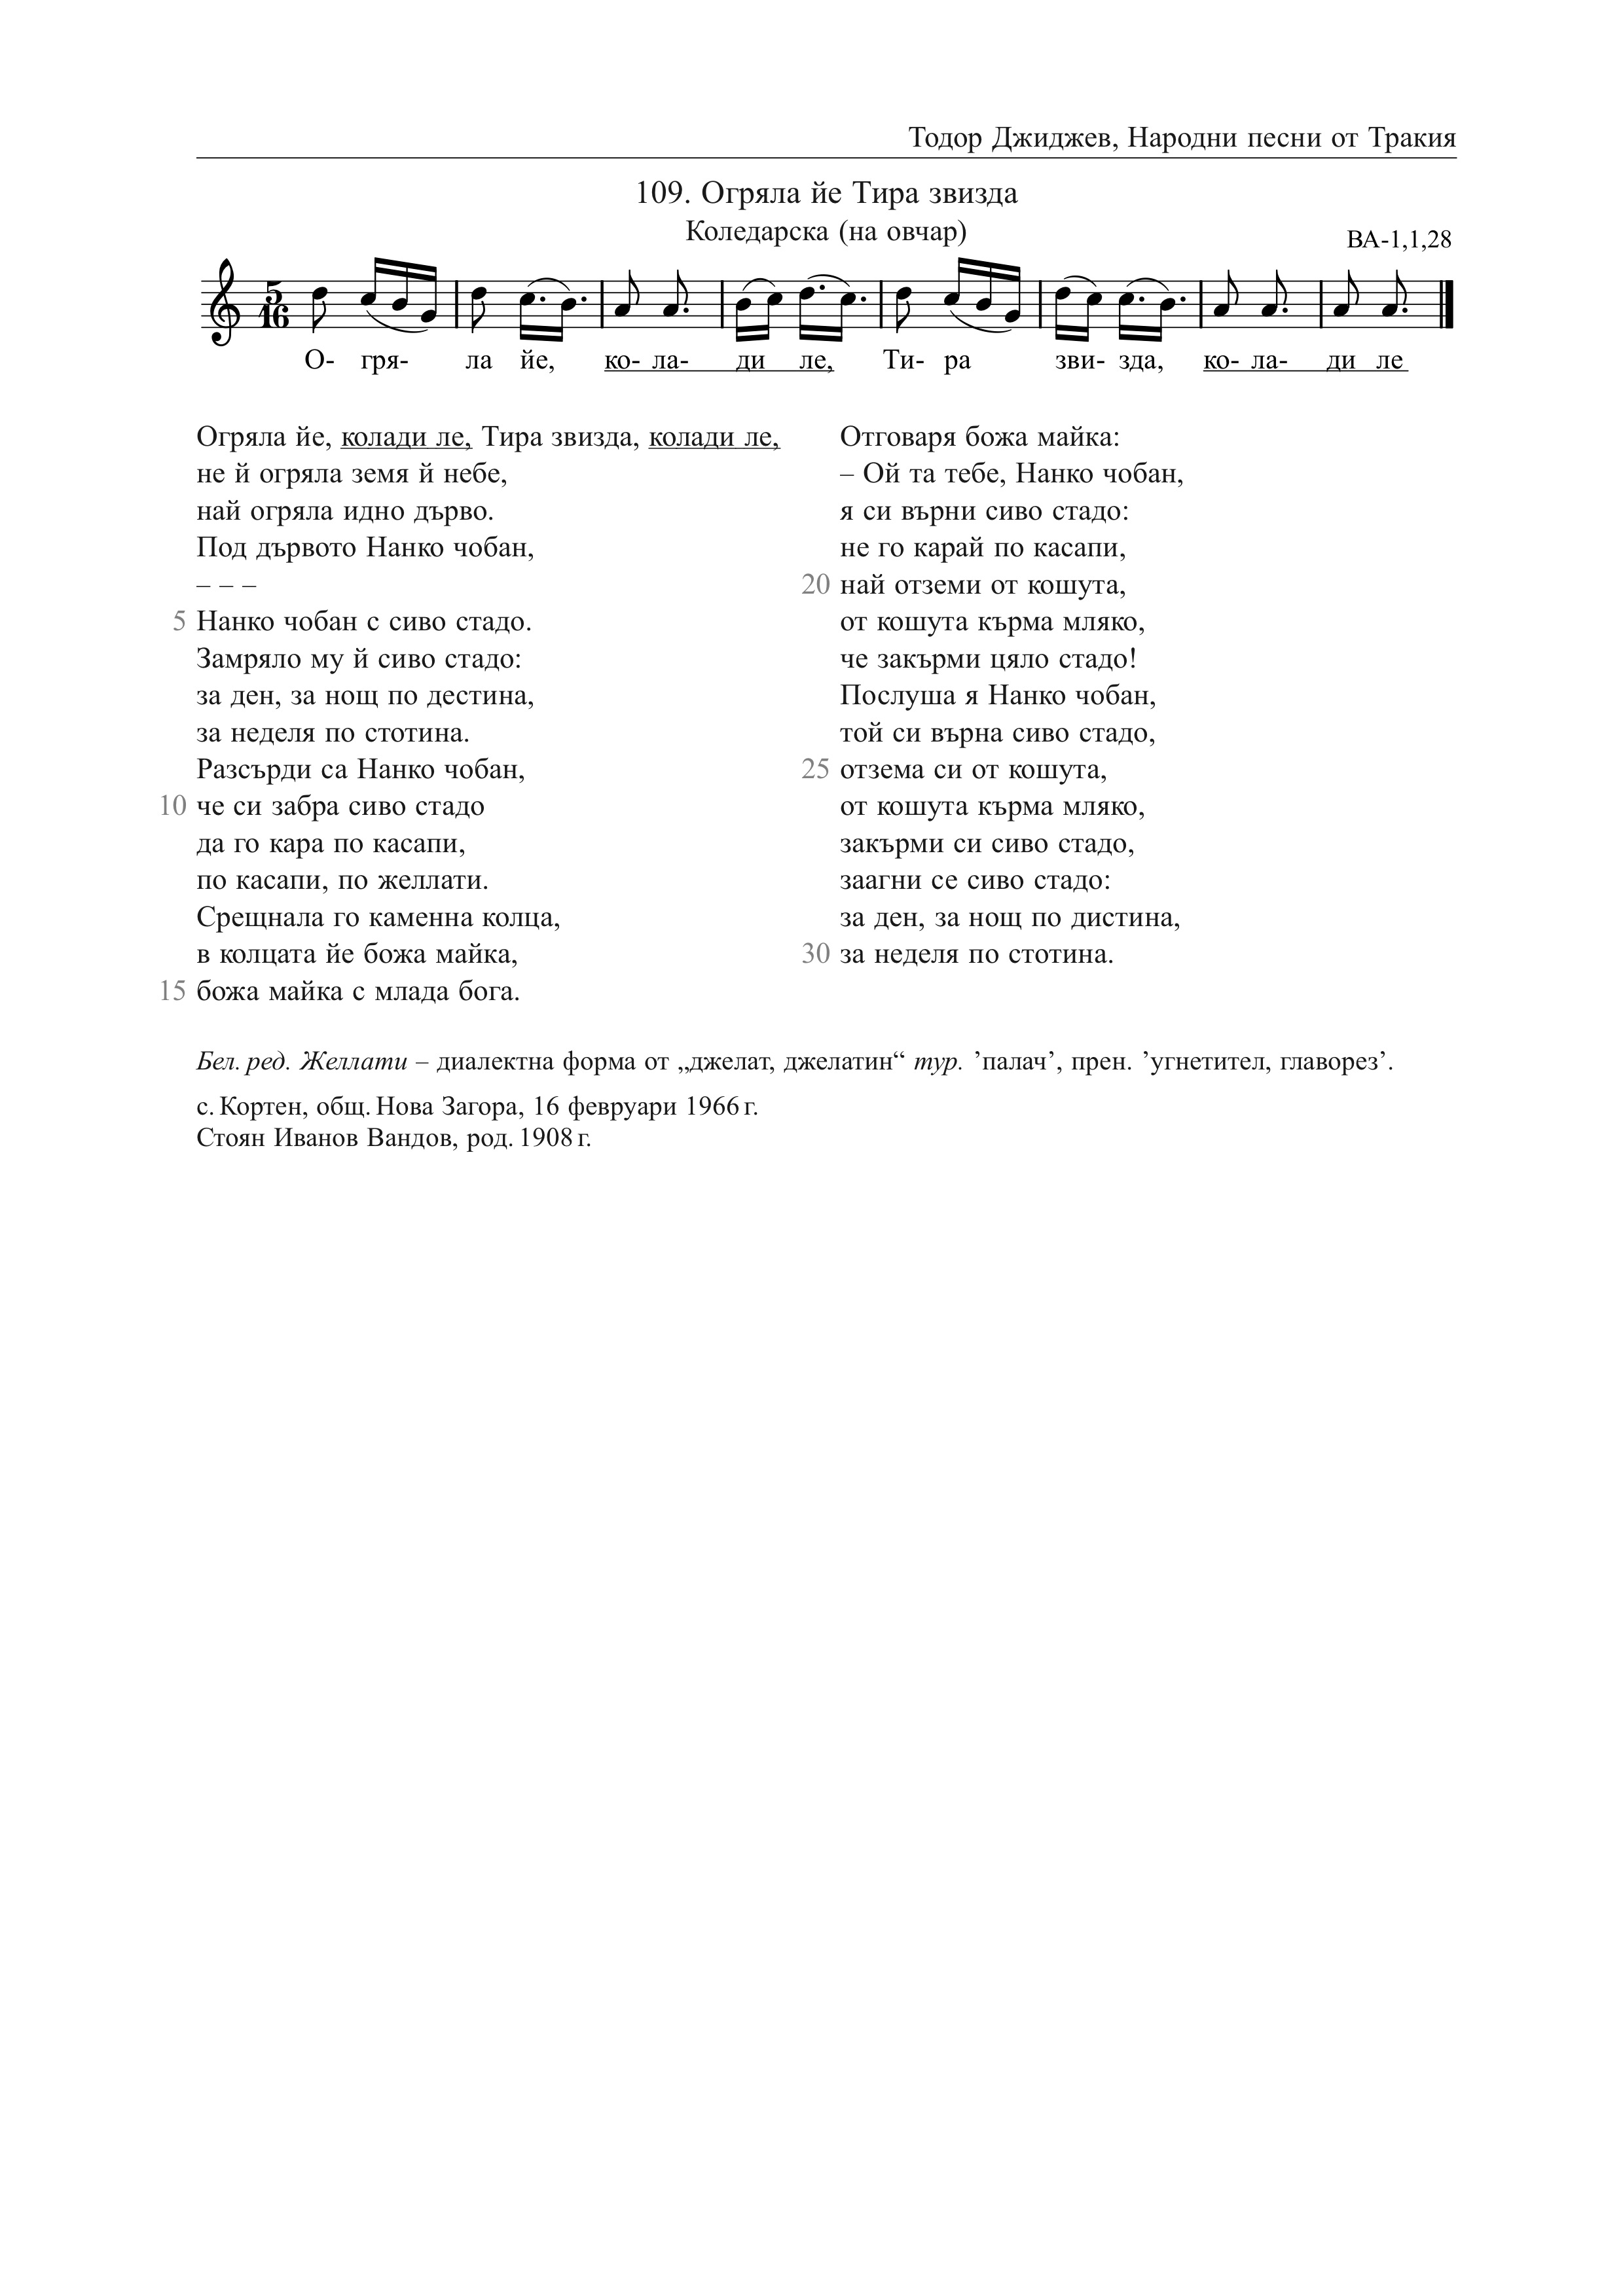 Тодор Джиджев, Народни песни от Тракия
109. Огряла йе Тира звизда
Коледарска (на овчар)
ВА-1,1,28
5
16
О- гря- ла йе, ко- ла- ди ле, Ти- ра зви- зда, ко- ла- ди ле
Огряла йе, колади ле, Тира звизда, колади ле,
не й огряла земя й небе,
най огряла идно дърво.
Под дървото Нанко чобан,
– – –
5 Нанко чобан с сиво стадо.
Замряло му й сиво стадо:
за ден, за нощ по дестина,
за неделя по стотина.
Разсърди са Нанко чобан,
10 че си забра сиво стадо
да го кара по касапи,
по касапи, по желлати.
Срещнала го каменна колца,
в колцата йе божа майка,
15 божа майка с млада бога.
Отговаря божа майка:
– Ой та тебе, Нанко чобан,
я си върни сиво стадо:
не го карай по касапи,
20 най отземи от кошута,
от кошута кърма мляко,
че закърми цяло стадо!
Послуша я Нанко чобан,
той си върна сиво стадо,
25 отзема си от кошута,
от кошута кърма мляко,
закърми си сиво стадо,
заагни се сиво стадо:
за ден, за нощ по дистина,
30 за неделя по стотина.
Бел. ред. Желлати – диалектна форма от „джелат, джелатин“ тур. ’палач’, прен. ’угнетител, главорез’.
с. Кортен, общ. Нова Загора, 16 февруари 1966 г.
Стоян Иванов Вандов, род. 1908 г.